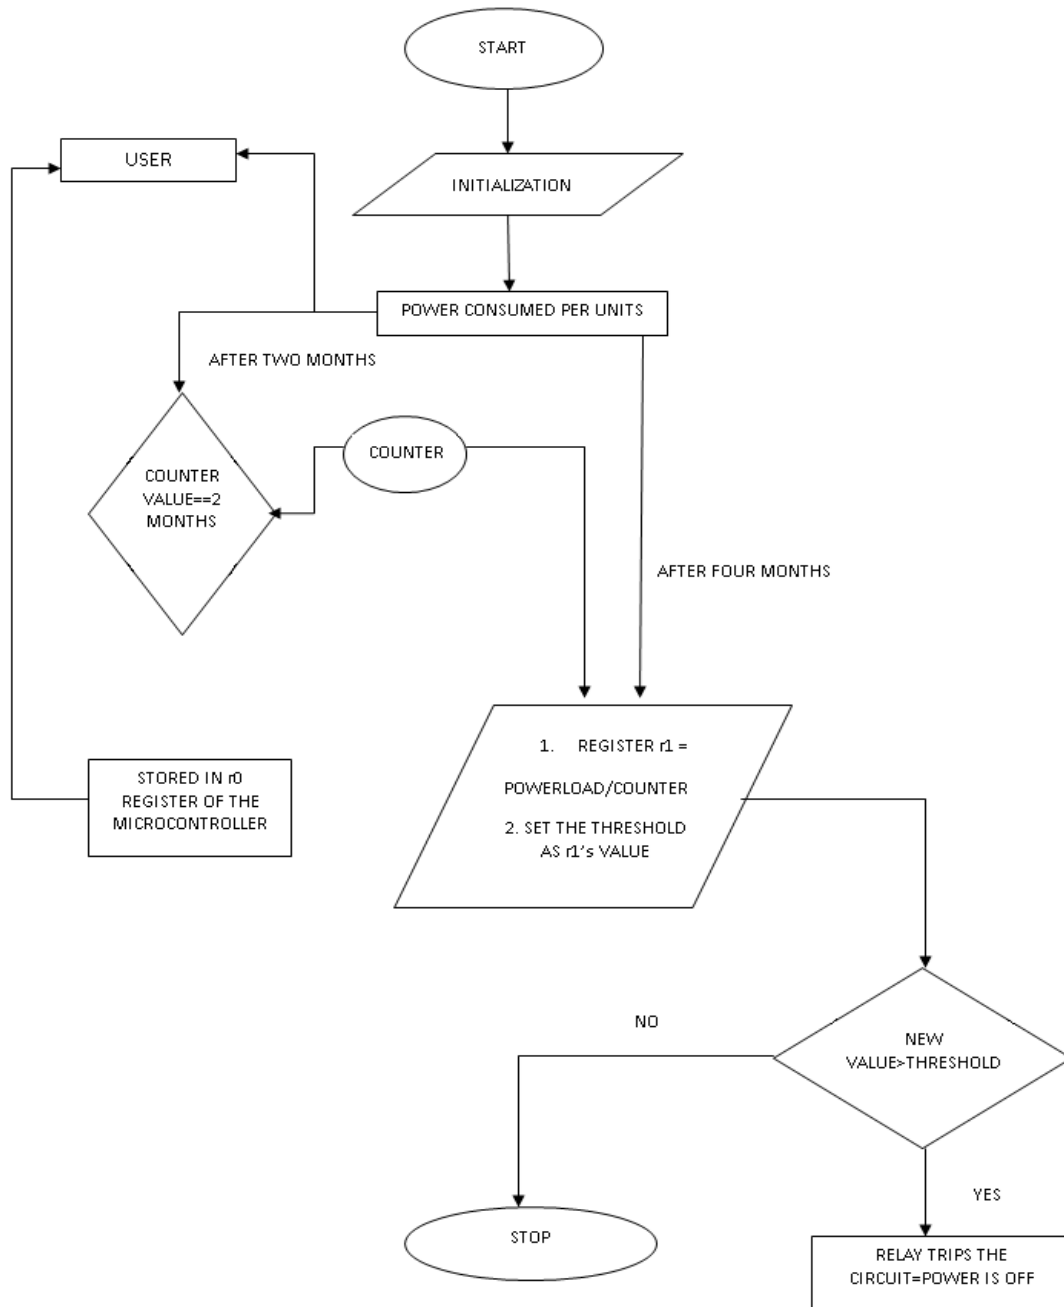 START
USER
INITIALIZATION
POWER CONSUMED PER UNITS
AFTER TWO MONTHS
COUNTER
COUNTER
VALUE==2
MONTHS
AFTER FOUR MONTHS
1. REGISTER r1 =
POWERLOAD/COUNTER
2. SET THE THRESHOLD
AS r1's VALUE
STORED IN r0
REGISTER OF THE
MICROCONTROLLER
NO
NEW
VALUE>THRESHOLD
YES
STOP
RELAY TRIPS THE
CIRCUIT=POWER IS OFF